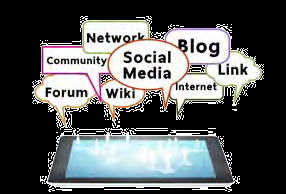 Network
Blog
Community
Social
Media
Link
Forum
Wiki
Internet